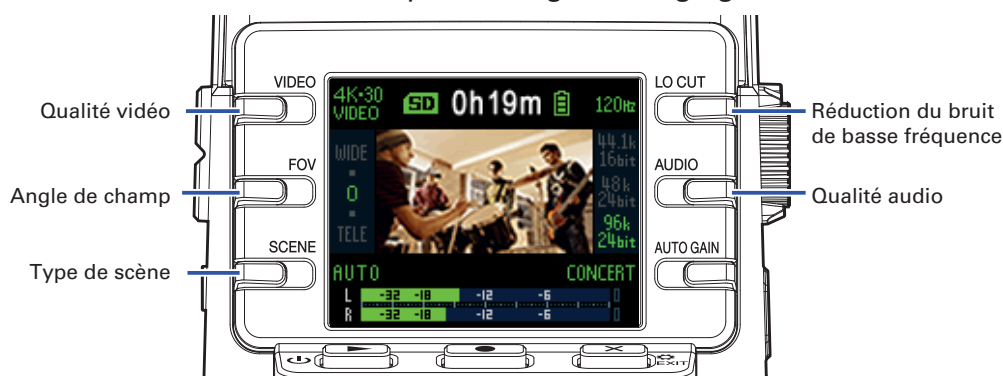 VIDEO
Qualité vidéo
FOV
Angle de champ
SCENE
Type de scène
4K•30
VIDEO
SD
0h19m
120Hz
WIDE
0
TELE
44.1k
16bit
48k
24bit
96k
24bit
AUTO
CONCERT
L -32 -18 -12 -6 0
R -32 -18 -12 -6 0
LO CUT
Réduction du bruit
de basse fréquence
AUDIO
Qualité audio
AUTO GAIN
EXIT